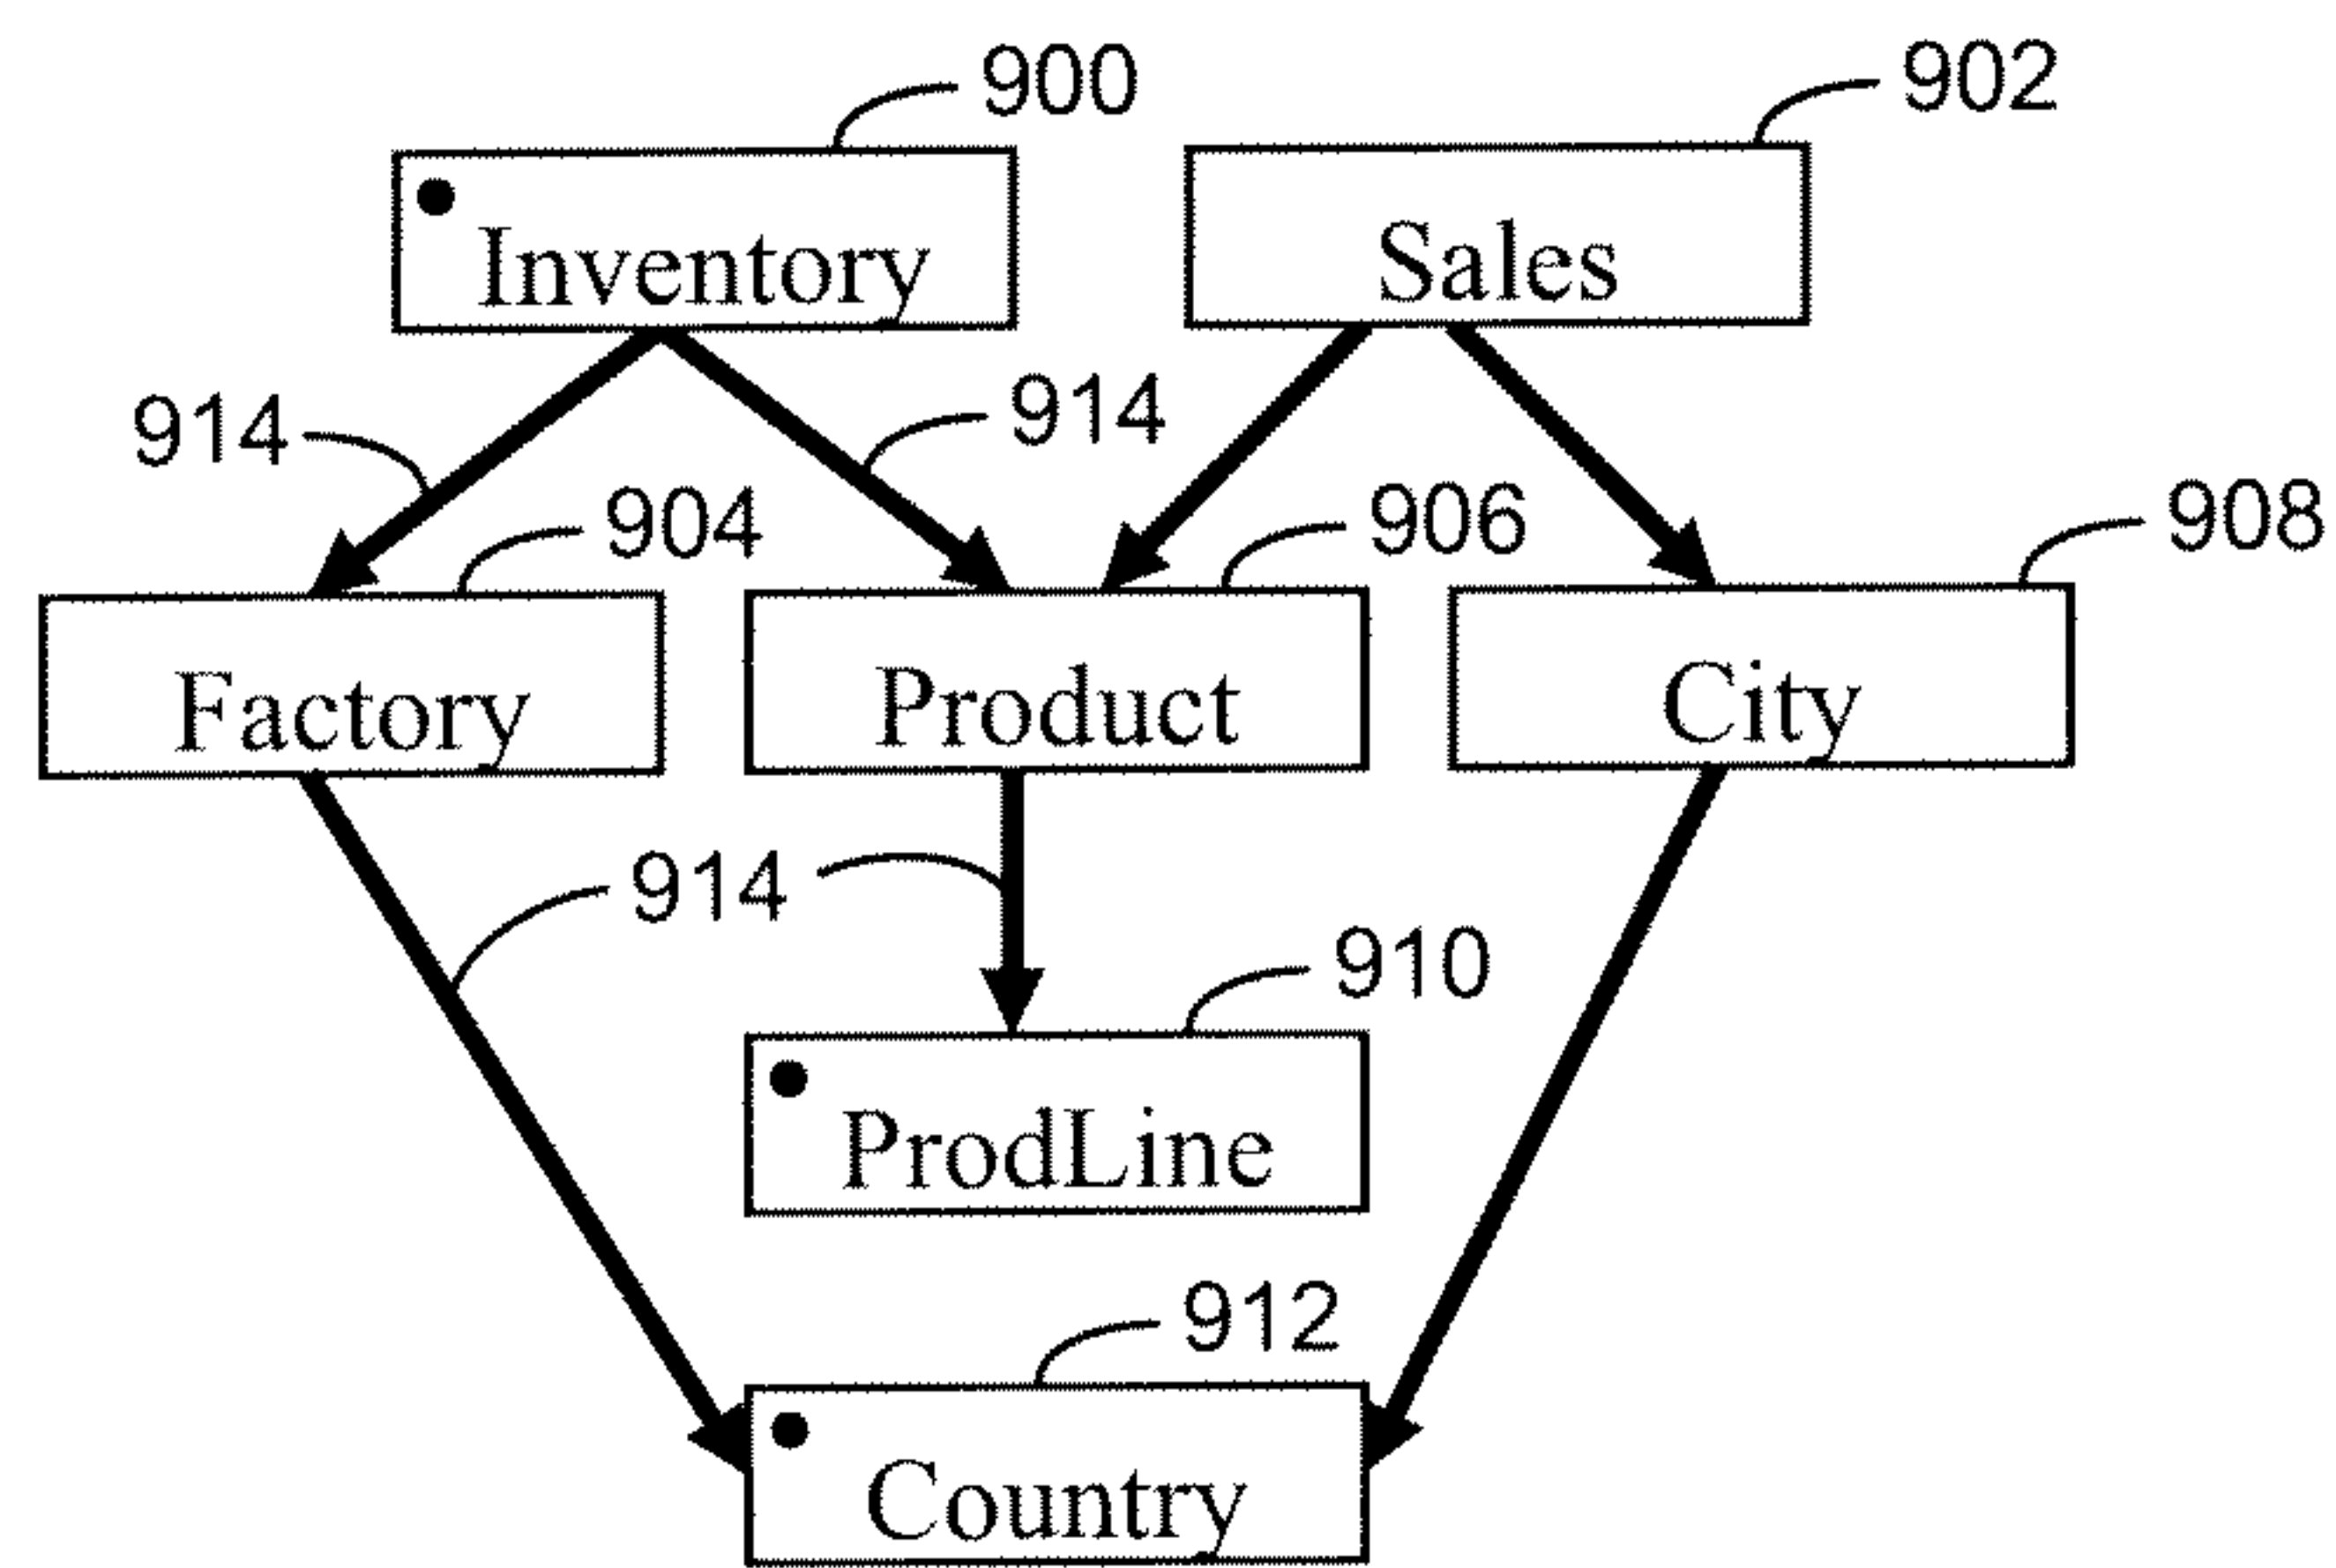 900
902
Inventory
Sales
914
914
904
906
908
Factory
Product
City
914
910
ProdLine
912
Country